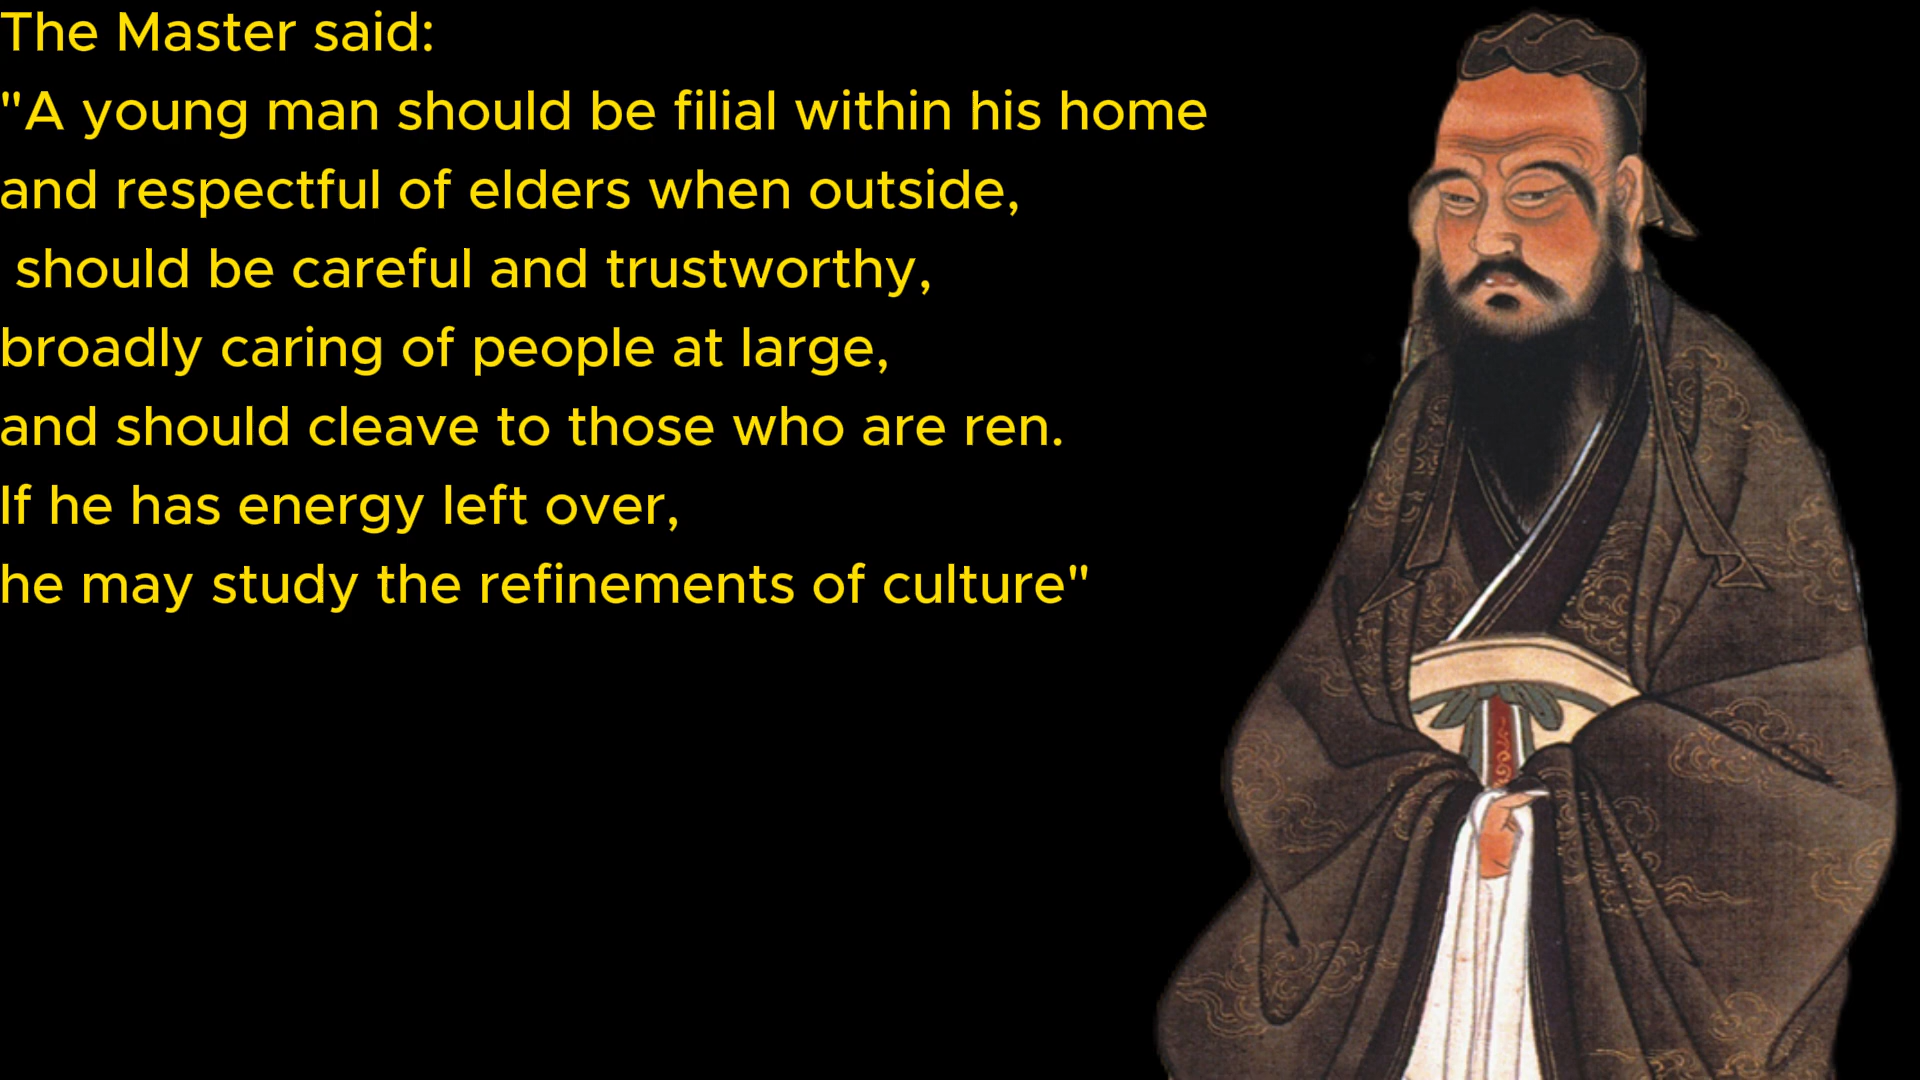 The Master said:
"A young man should be filial within his home
and respectful of elders when outside,
should be careful and trustworthy,
broadly caring of people at large,
and should cleave to those who are ren.
If he has energy left over,
he may study the refinements of culture"